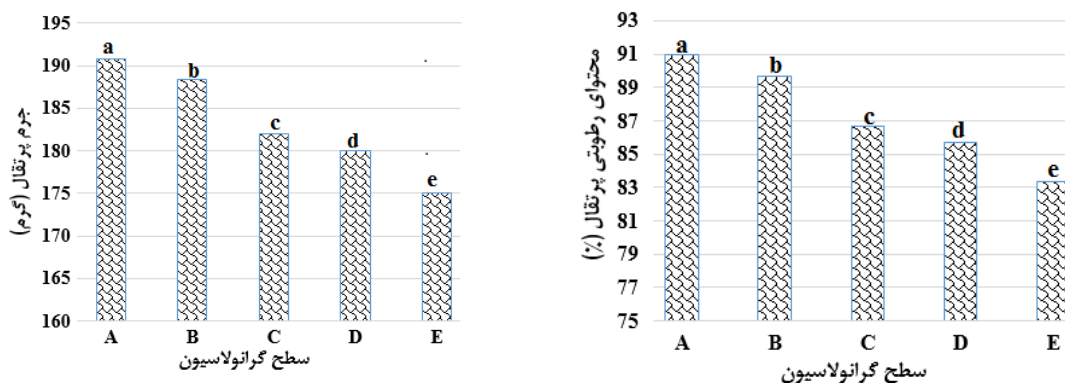 جرم پرتقال (گرم)
195
190
185
180
175
170
165
160
a
b
c
d
e
A B C D E
سطح گرانولاسیون
محتوای رطوبتی پرتقال (%)
93
91
89
87
85
83
81
79
77
75
a
b
c
d
e
A B C D E
سطح گرانولاسیون